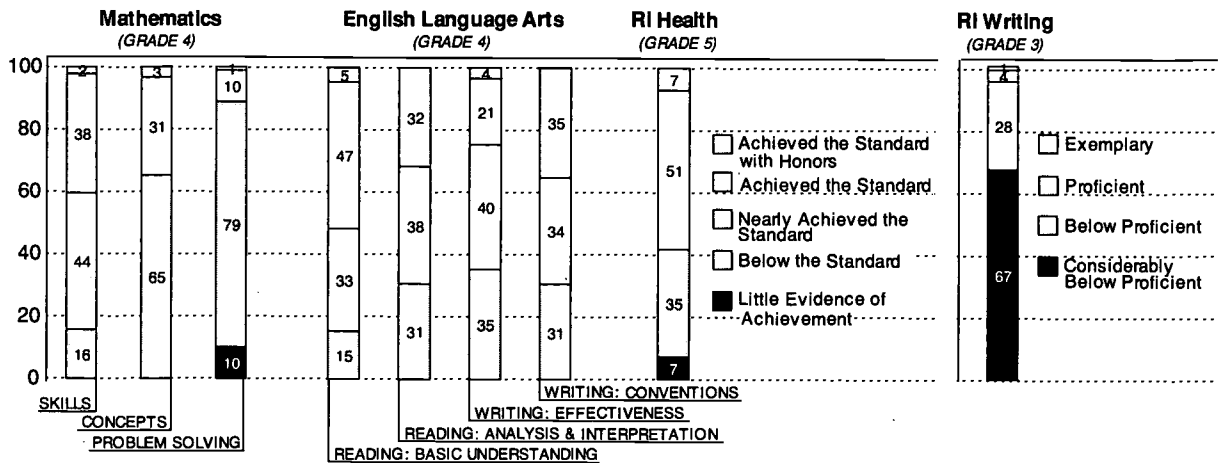 Mathematics
(GRADE 4)
English Language Arts
(GRADE 4)
RI Health
(GRADE 5)
RI Writing
(GRADE 3)
100
80
60
40
20
0
2
38
44
16
3
31
65
1
10
79
10
5
47
33
15
32
38
31
4
21
40
35
35
34
31
7
51
35
7
Achieved the Standard
with Honors
Achieved the Standard
Nearly Achieved the
Standard
Below the Standard
Little Evidence of
Achievement
1
4
28
67
Exemplary
Proficient
Below Proficient
Considerably
Below Proficient
SKILLS
CONCEPTS
PROBLEM SOLVING
WRITING: CONVENTIONS
WRITING: EFFECTIVENESS
READING: ANALYSIS & INTERPRETATION
READING: BASIC UNDERSTANDING